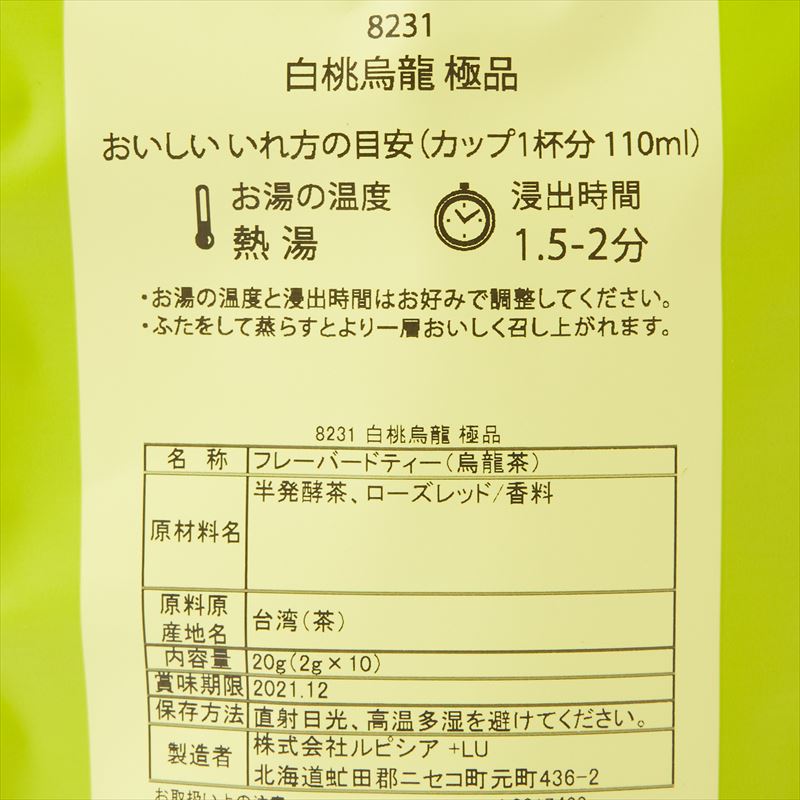 8231
白桃烏龍 極品
おいしい いれ方の目安(カップ1杯分 110ml)
お湯の温度
熱湯
浸出時間
1.5-2分
・お湯の温度と浸出時間はお好みで調整してください。
・ふたをして蒸らすとより一層おいしく召し上がれます。
8231 白桃烏龍 極品
名 称 フレーバードティー(烏龍茶)
原材料名 半発酵茶、ローズレッド/香料
原料原
産地名 台湾(茶)
内容量 20g(2g×10)
賞味期限 2021.12
保存方法 直射日光、高温多湿を避けてください。
製造者 株式会社ルピシア +LU
北海道虻田郡ニセコ町元町436-2
お取扱い上の注意